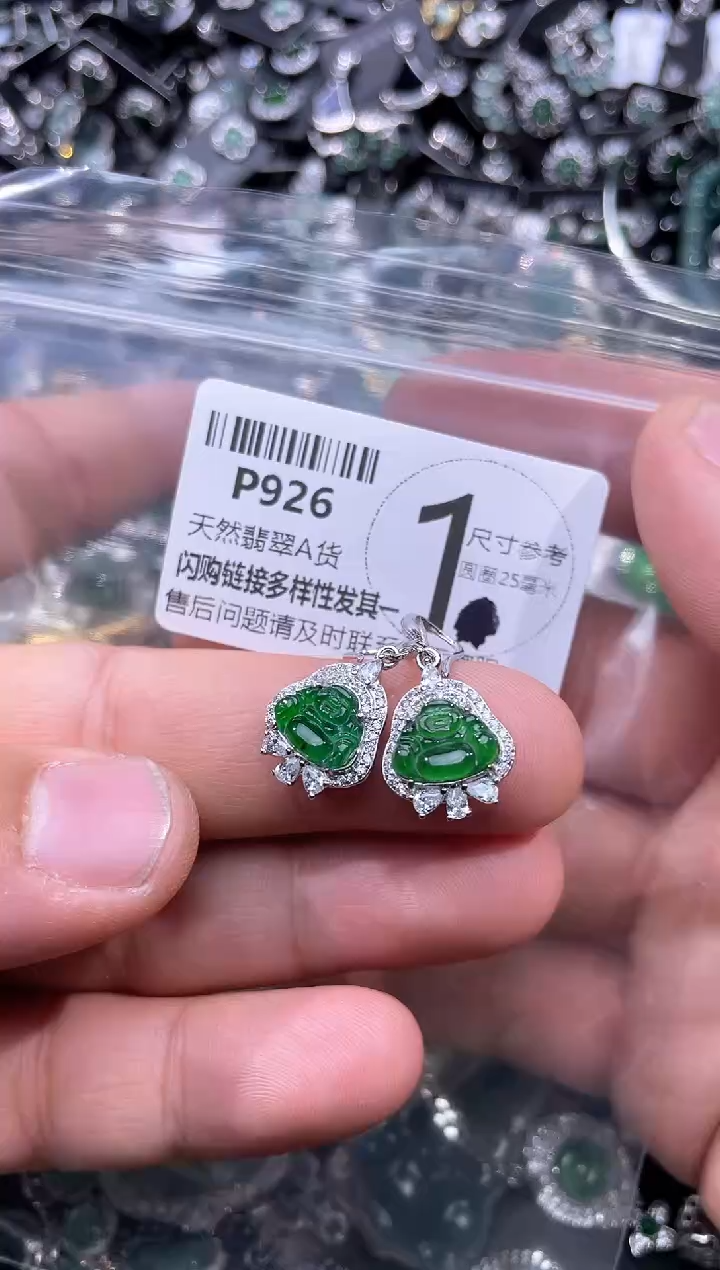 P926
天然翡翠A货
闪购链接多样性发其一
售后问题请及时联
1
尺寸参考
圆圈25毫米